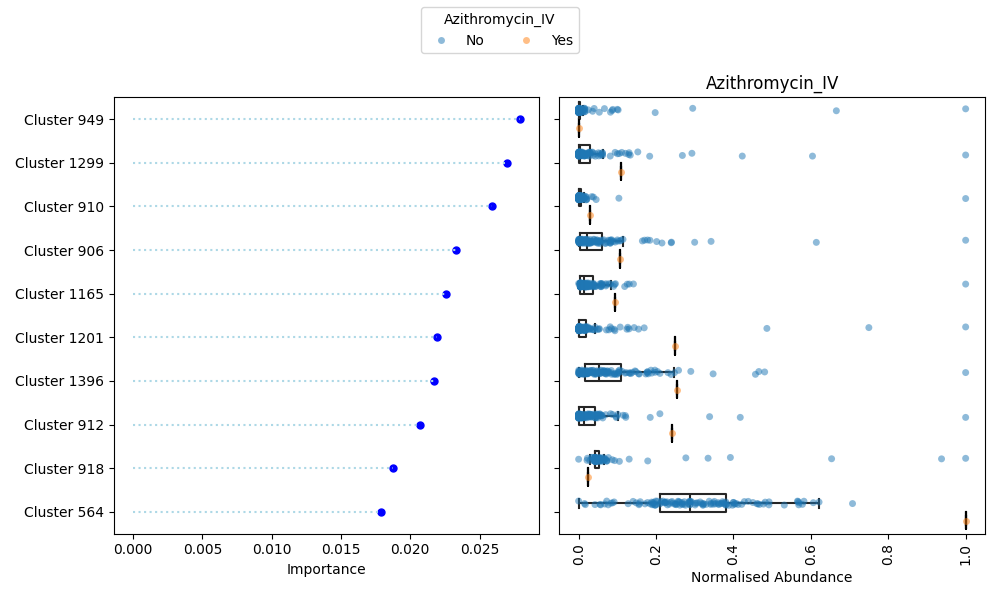 Azithromycin_IV
No Yes
Azithromycin_IV
Cluster 949
Cluster 1299
Cluster 910
Cluster 906
Cluster 1165
Cluster 1201
Cluster 1396
Cluster 912
Cluster 918
Cluster 564
0.000 0.005 0.010 0.015 0.020 0.025
Importance
0.0 0.2 0.4 0.6 0.8 1.0
Normalised Abundance